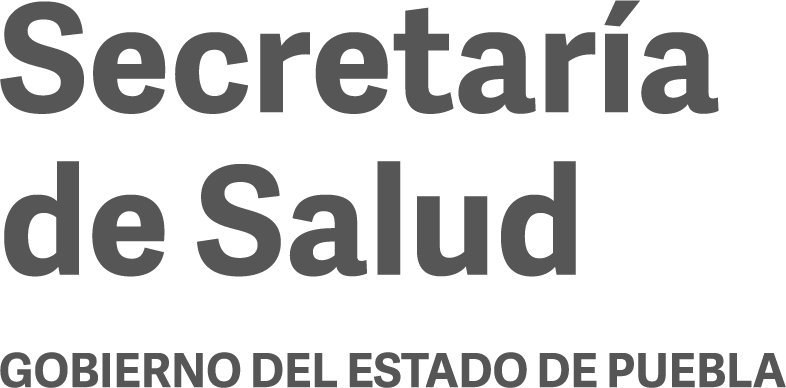 Secretaría
de Salud
GOBIERNO DEL ESTADO DE PUEBLA